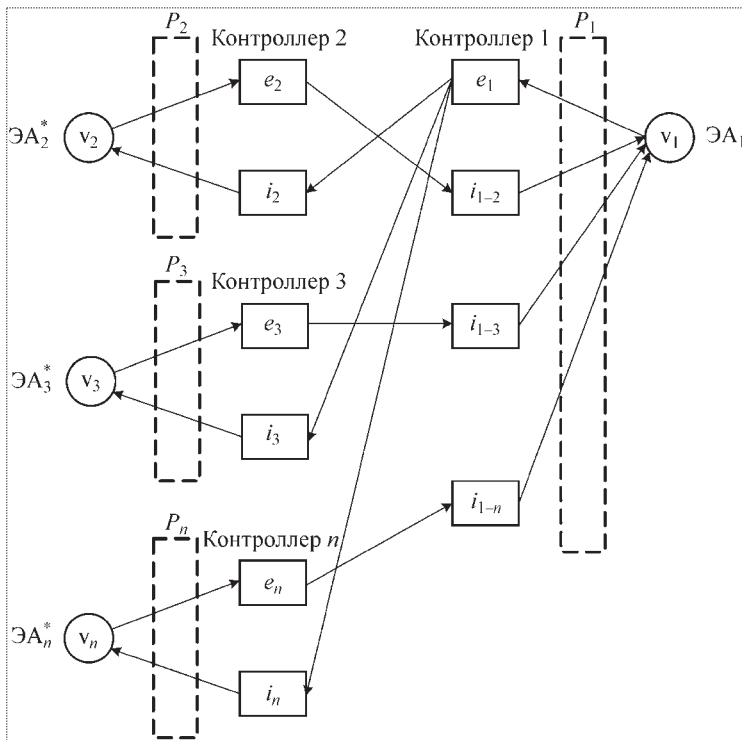 P₂ P₁
Контроллер 2 Контроллер 1
e₂ e₁
ЭА₂* v₂ v₁ ЭА₁
i₂ i₁₋₂
P₃
Контроллер 3
e₃ i₁₋₃
ЭА₃* v₃
i₃
i₁₋ₙ
Pₙ
Контроллер n
eₙ
ЭАₙ* vₙ
iₙ